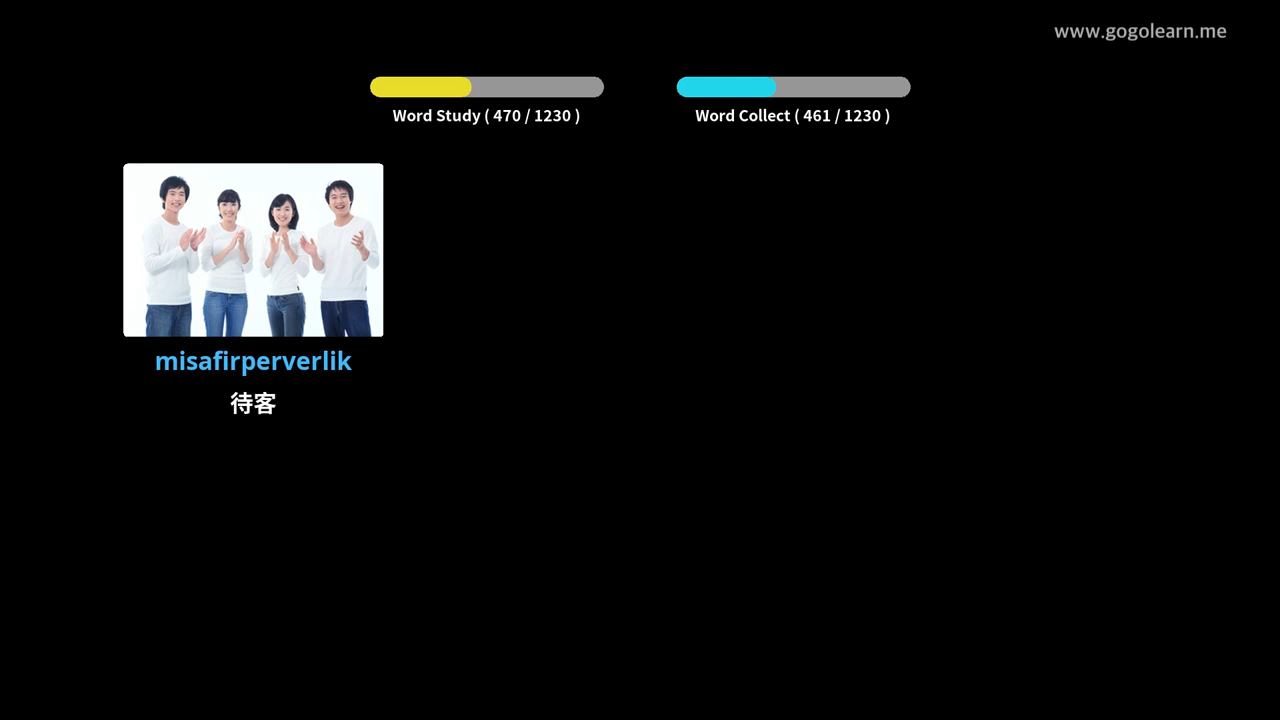 www.gogolearn.me
Word Study ( 470 / 1230 )
Word Collect ( 461 / 1230 )
misafirperverlik
待客